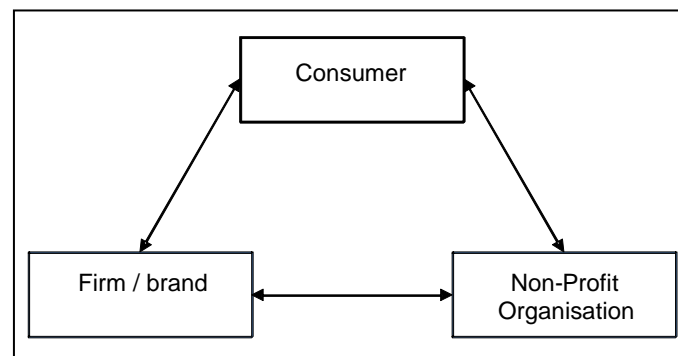 Consumer
Firm / brand
Non-Profit
Organisation